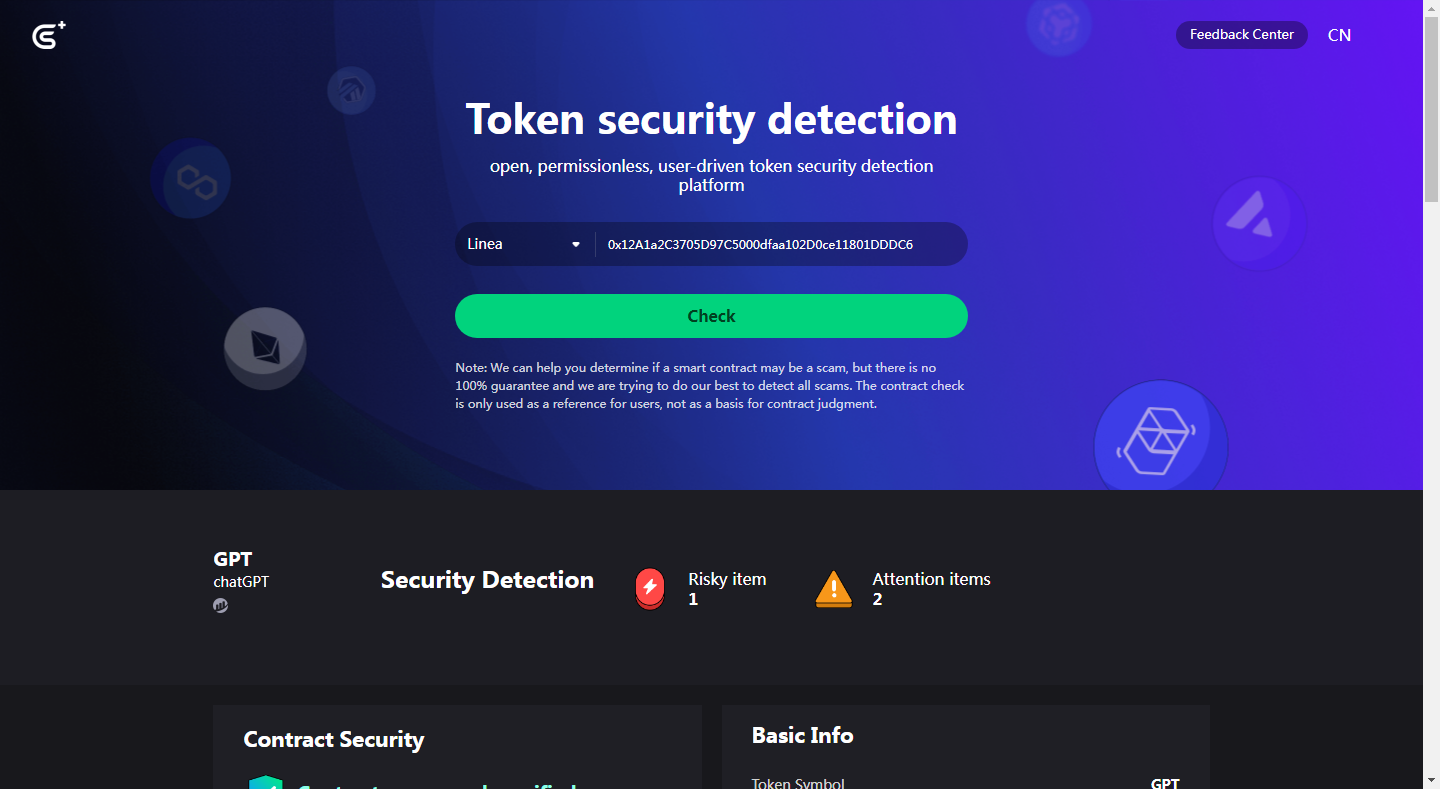 Feedback Center
CN
Token security detection
open, permissionless, user-driven token security detection
platform
Linea
0x12A1a2C3705D97C5000dfaa102D0ce11801DDDC6
Check
Note: We can help you determine if a smart contract may be a scam, but there is no
100% guarantee and we are trying to do our best to detect all scams. The contract check
is only used as a reference for users, not as a basis for contract judgment.
GPT
chatGPT
Security Detection
Risky item
1
Attention items
2
Contract Security
Basic Info
Token Symbol
GPT